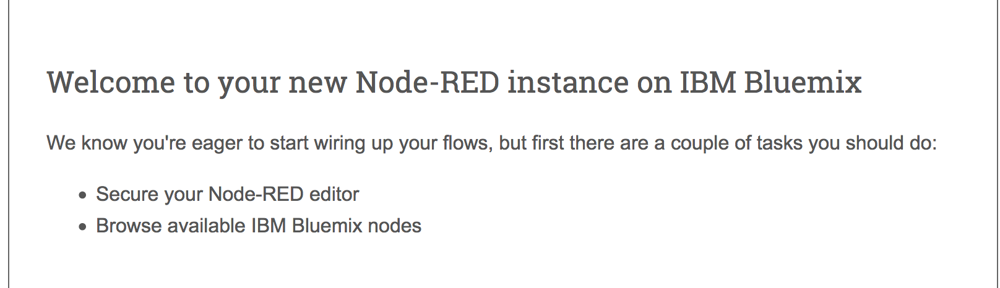 Welcome to your new Node-RED instance on IBM Bluemix
We know you're eager to start wiring up your flows, but first there are a couple of tasks you should do:
• Secure your Node-RED editor
• Browse available IBM Bluemix nodes